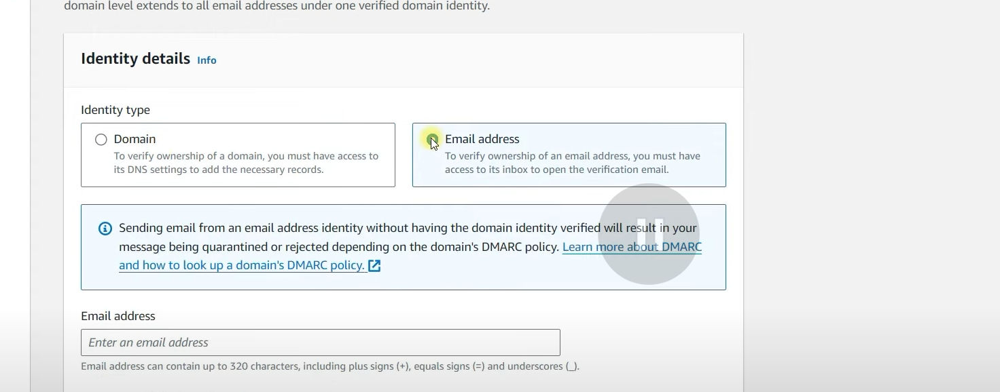 domain level extends to all email addresses under one verified domain identity.
Identity details Info
Identity type
Domain
To verify ownership of a domain, you must have access to
its DNS settings to add the necessary records.
Email address
To verify ownership of an email address, you must have
access to its inbox to open the verification email.
Sending email from an email address identity without having the domain identity verified will result in your
message being quarantined or rejected depending on the domain's DMARC policy. Learn more about DMARC
and how to look up a domain's DMARC policy.
Email address
Enter an email address
Email address can contain up to 320 characters, including plus signs (+), equals signs (=) and underscores (_).